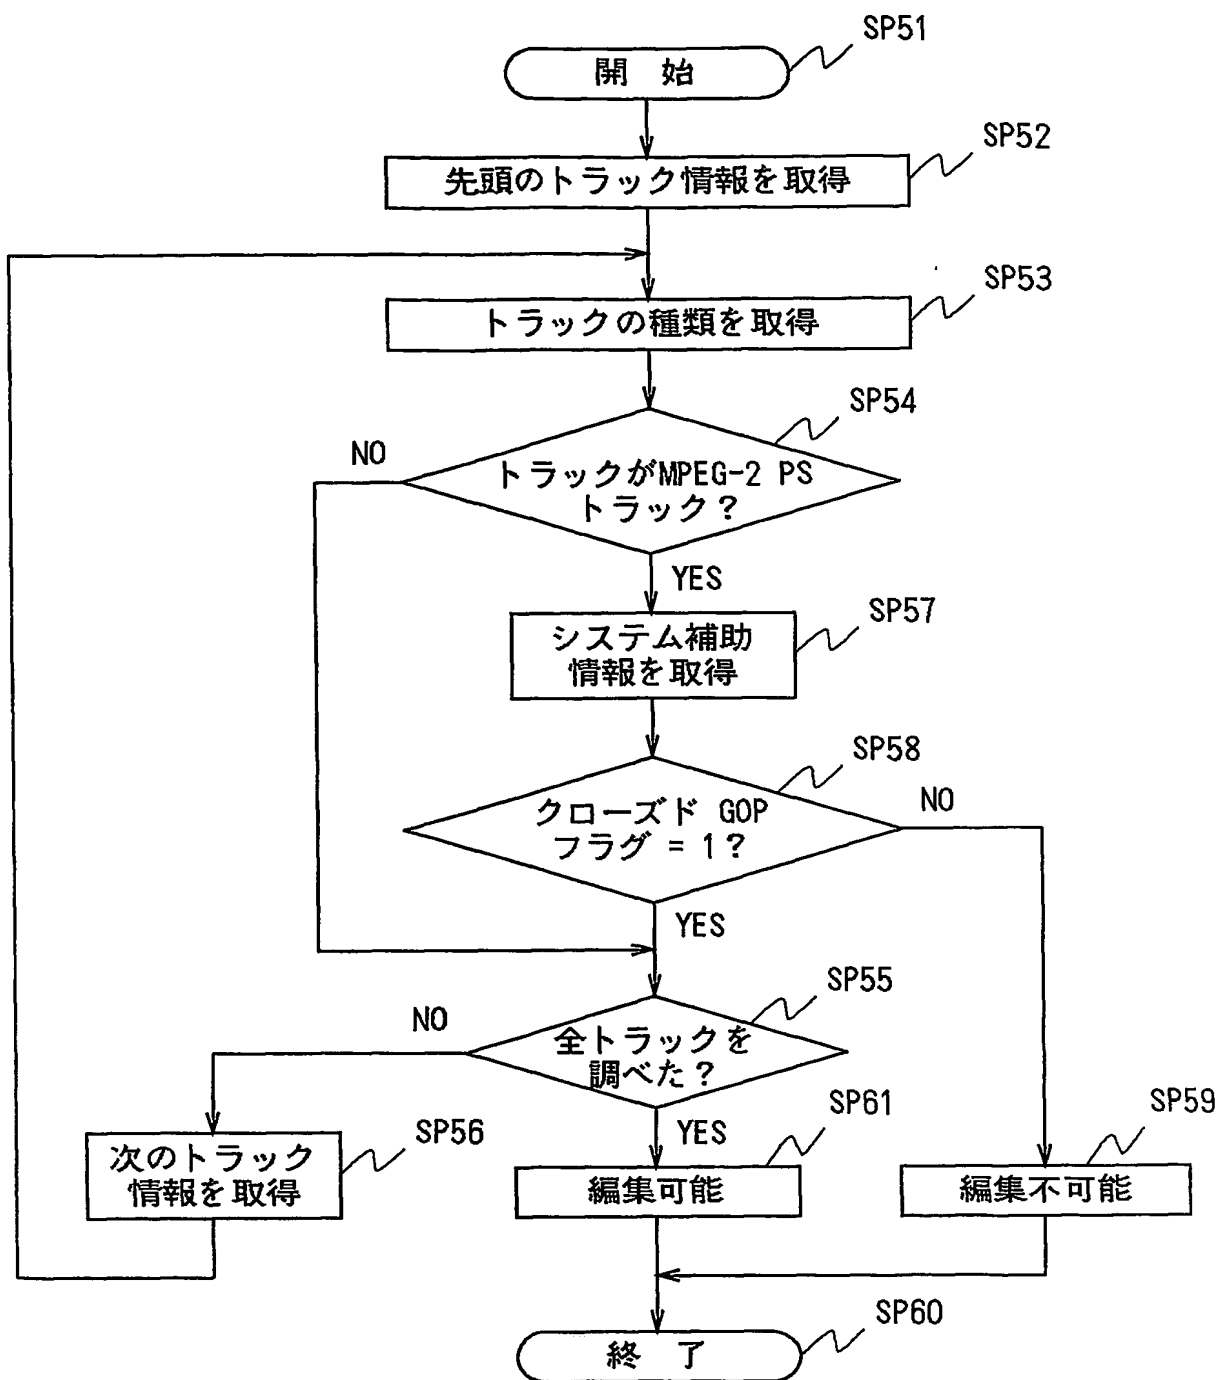 SP51
開 始
SP52
先頭のトラック情報を取得
SP53
トラックの種類を取得
SP54
NO
トラックがMPEG-2 PS
トラック？
YES
SP57
システム補助
情報を取得
SP58
NO
クローズド GOP
フラグ = 1？
YES
SP55
NO
全トラックを
調べた？
YES
SP61
SP59
SP56
次のトラック
情報を取得
編集可能
編集不可能
SP60
終 了